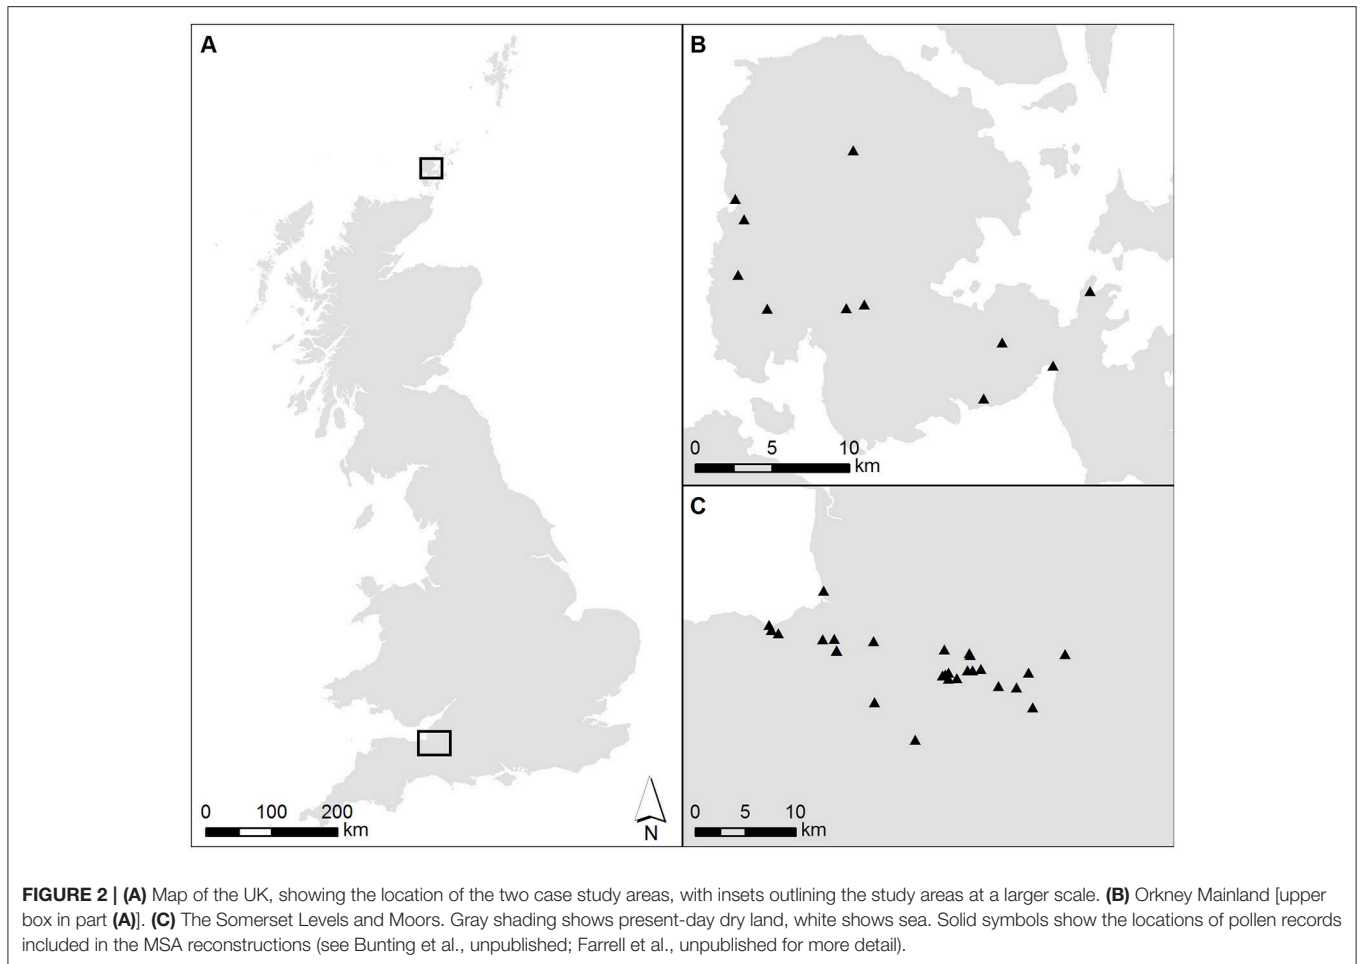 A
B
0 5 10
km
C
0 100 200
km
N
0 5 10
km
FIGURE 2 | (A) Map of the UK, showing the location of the two case study areas, with insets outlining the study areas at a larger scale. (B) Orkney Mainland [upper
box in part (A)]. (C) The Somerset Levels and Moors. Gray shading shows present-day dry land, white shows sea. Solid symbols show the locations of pollen records
included in the MSA reconstructions (see Bunting et al., unpublished; Farrell et al., unpublished for more detail).